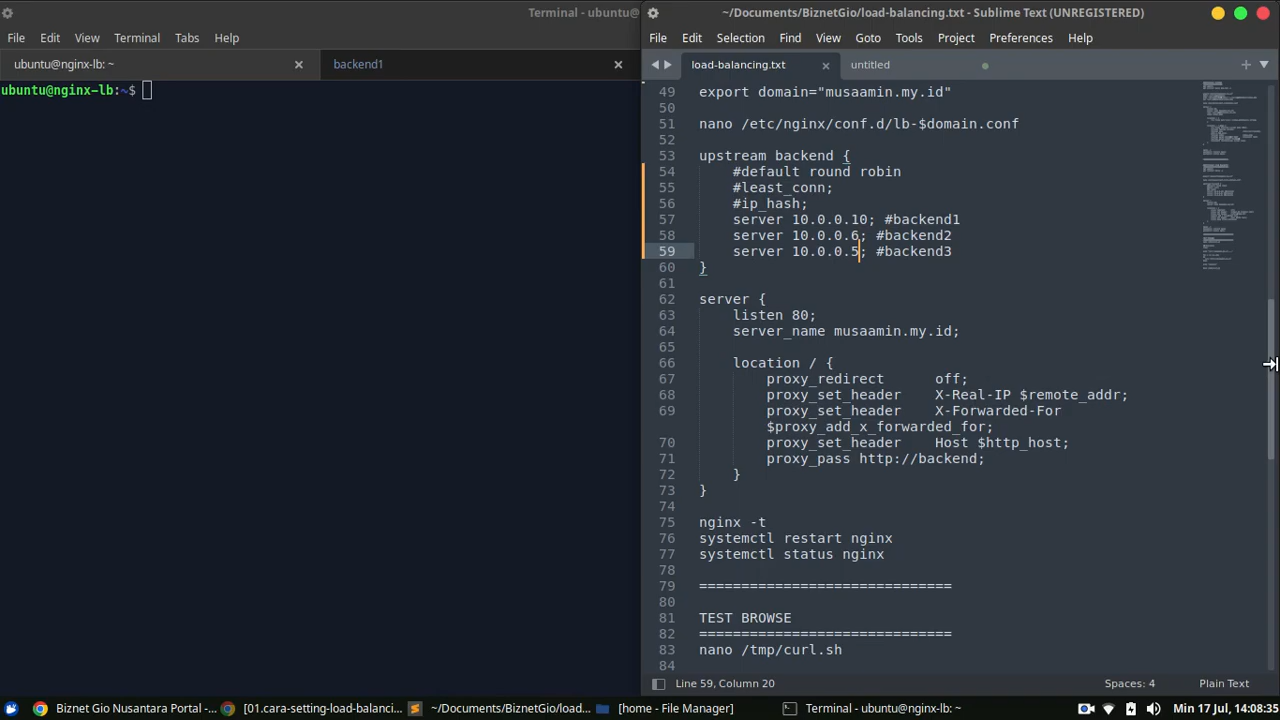 Terminal - ubuntu@
File Edit View Terminal Tabs Help
ubuntu@nginx-lb: ~
backend1
ubuntu@nginx-lb:~$
~/Documents/BiznetGio/load-balancing.txt - Sublime Text (UNREGISTERED)
File Edit Selection Find View Goto Tools Project Preferences Help
load-balancing.txt
untitled
49 export domain="musaamin.my.id"
50
51 nano /etc/nginx/conf.d/lb-$domain.conf
52
53 upstream backend {
54 #default round robin
55 #least_conn;
56 #ip_hash;
57 server 10.0.0.10; #backend1
58 server 10.0.0.6; #backend2
59 server 10.0.0.5; #backend3
60 }
61
62 server {
63 listen 80;
64 server_name musaamin.my.id;
65
66 location / {
67 proxy_redirect off;
68 proxy_set_header X-Real-IP $remote_addr;
69 proxy_set_header X-Forwarded-For
$proxy_add_x_forwarded_for;
70 proxy_set_header Host $http_host;
71 proxy_pass http://backend;
72 }
73 }
74
75 nginx -t
76 systemctl restart nginx
77 systemctl status nginx
78
79 ==============================
80
81 TEST BROWSE
82 ==============================
83 nano /tmp/curl.sh
84
Line 59, Column 20
Spaces: 4
Plain Text
Biznet Gio Nusantara Portal -...
[01.cara-setting-load-balanci...
~/Documents/BiznetGio/load...
[home - File Manager]
Terminal - ubuntu@nginx-lb: ~
Min 17 Jul, 14:08:35